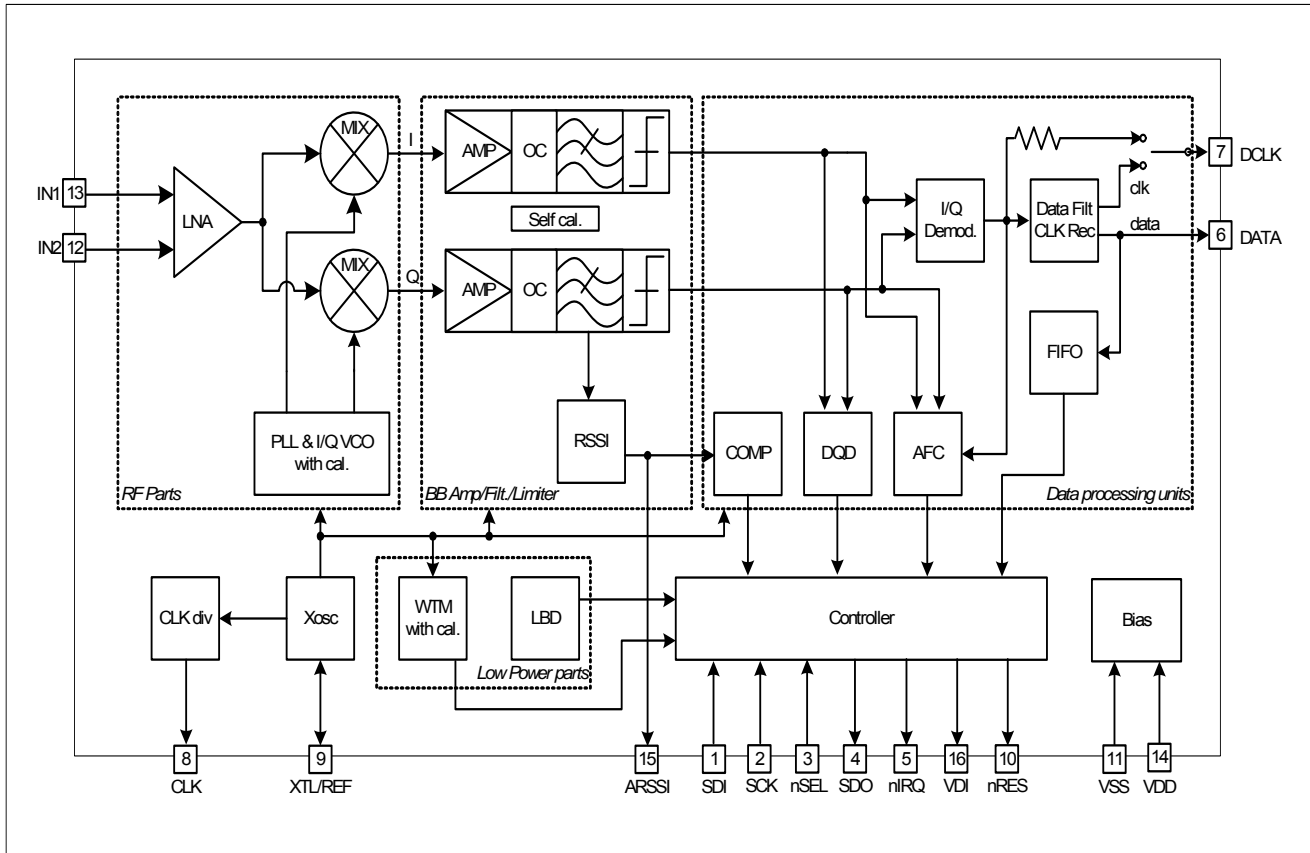 MIX
I
AMP
OC
7
DCLK
clk
IN1
13
LNA
Self cal.
I/Q
Demod.
Data Filt
CLK Rec
data
6
DATA
IN2
12
MIX
Q
AMP
OC
FIFO
PLL & I/Q VCO
with cal.
RSSI
COMP
DQD
AFC
RF Parts
BB Amp/Filt./Limiter
Data processing units
CLK div
Xosc
WTM
with cal.
LBD
Low Power parts
Controller
Bias
8
9
15
1
2
3
4
5
16
10
11
14
CLK
XTL/REF
ARSSI
SDI
SCK
nSEL
SDO
nIRQ
VDI
nRES
VSS
VDD